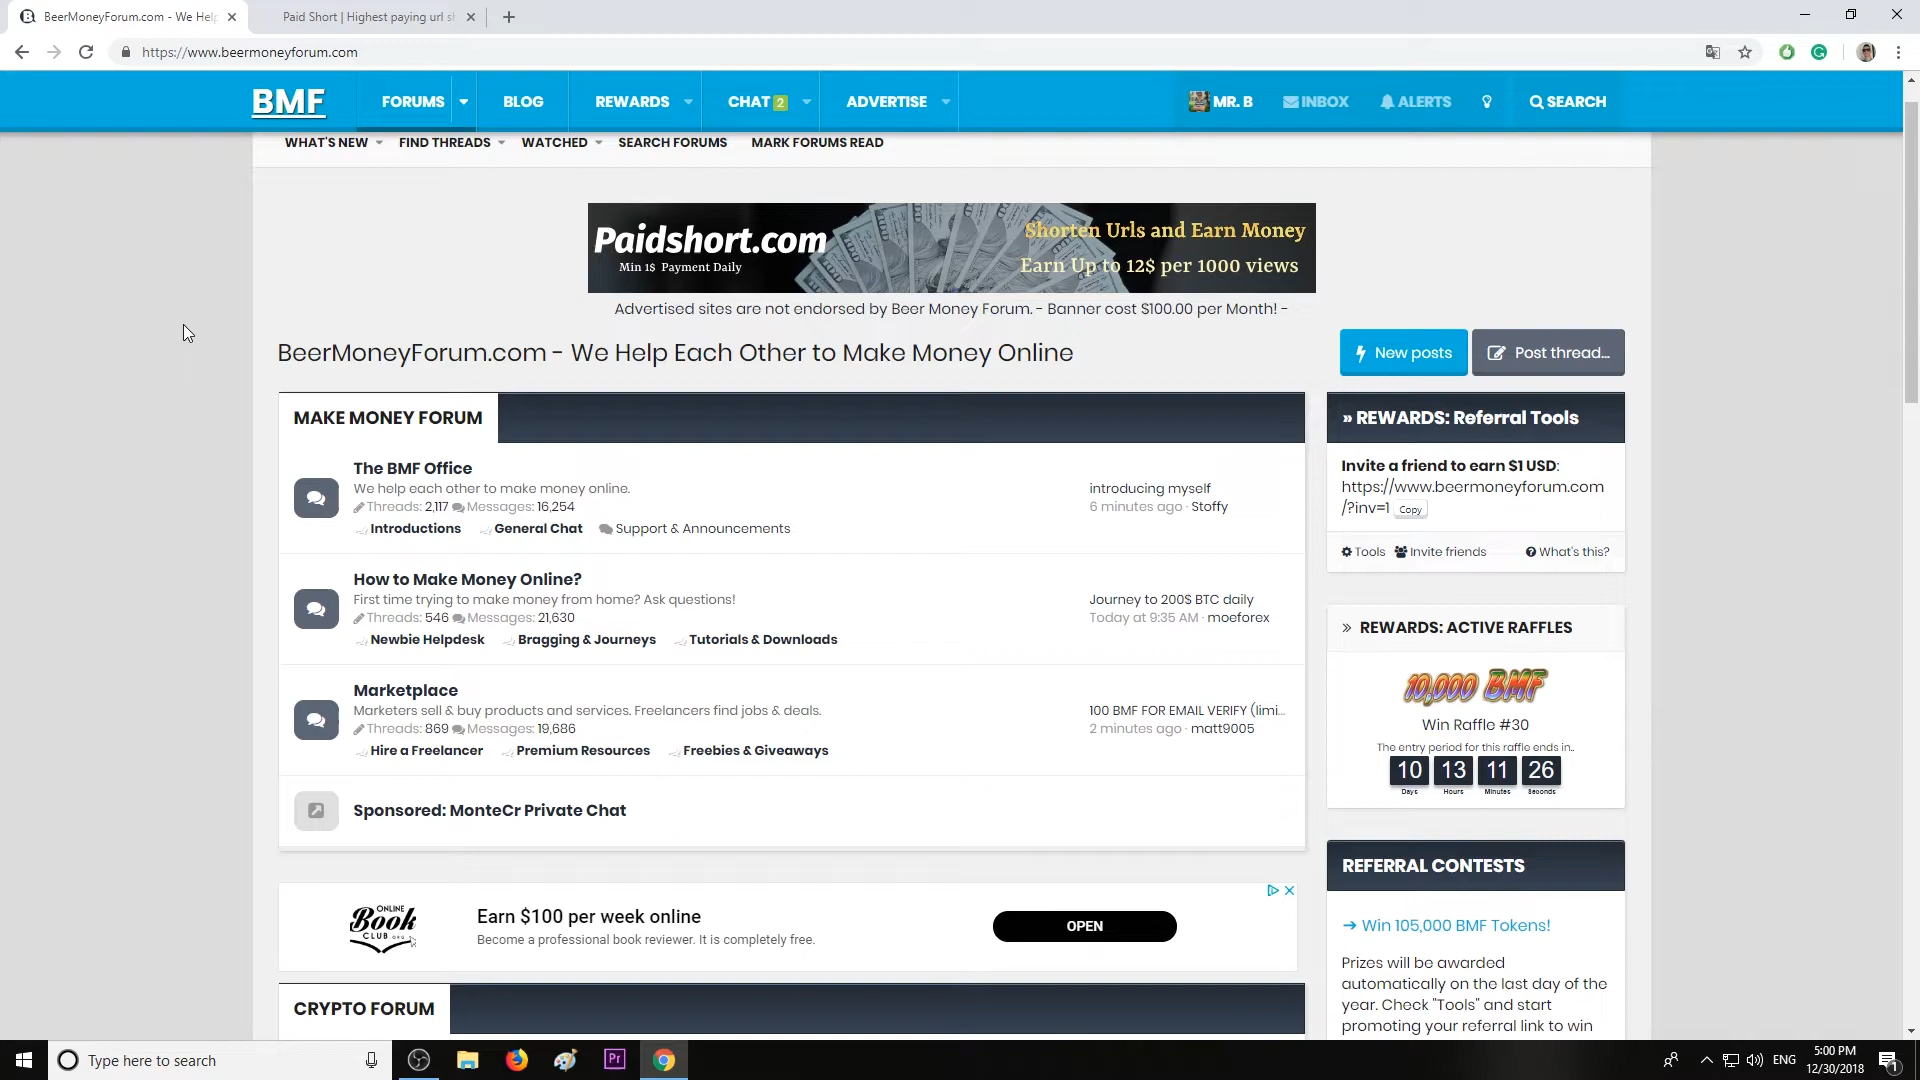 BeerMoneyForum.com - We Help
Paid Short | Highest paying url sh
https://www.beermoneyforum.com
BMF
FORUMS
BLOG
REWARDS
CHAT 2
ADVERTISE
MR. B
INBOX
ALERTS
SEARCH
WHAT'S NEW
FIND THREADS
WATCHED
SEARCH FORUMS
MARK FORUMS READ
Paidshort.com
Min 1$ Payment Daily
Shorten Urls and Earn Money
Earn Up to 12$ per 1000 views
Advertised sites are not endorsed by Beer Money Forum. - Banner cost $100.00 per Month! -
BeerMoneyForum.com - We Help Each Other to Make Money Online
New posts
Post thread...
MAKE MONEY FORUM
The BMF Office
We help each other to make money online.
Threads: 2,117 Messages: 16,254
Introductions General Chat Support & Announcements
introducing myself
6 minutes ago · Stoffy
How to Make Money Online?
First time trying to make money from home? Ask questions!
Threads: 546 Messages: 21,630
Newbie Helpdesk Bragging & Journeys Tutorials & Downloads
Journey to 200$ BTC daily
Today at 9:35 AM · moeforex
Marketplace
Marketers sell & buy products and services. Freelancers find jobs & deals.
Threads: 869 Messages: 19,686
Hire a Freelancer Premium Resources Freebies & Giveaways
100 BMF FOR EMAIL VERIFY (limi...
2 minutes ago · matt9005
Sponsored: MonteCr Private Chat
ONLINE
Book
CLUB.ORG
Earn $100 per week online
Become a professional book reviewer. It is completely free.
OPEN
CRYPTO FORUM
» REWARDS: Referral Tools
Invite a friend to earn $1 USD:
https://www.beermoneyforum.com
/?inv=1 Copy
Tools Invite friends What's this?
» REWARDS: ACTIVE RAFFLES
10,000 BMF
Win Raffle #30
The entry period for this raffle ends in..
10 13 11 26
Days Hours Minutes Seconds
REFERRAL CONTESTS
→ Win 105,000 BMF Tokens!
Prizes will be awarded
automatically on the last day of the
year. Check "Tools" and start
promoting your referral link to win
Type here to search
Pr
ENG
5:00 PM
12/30/2018
1